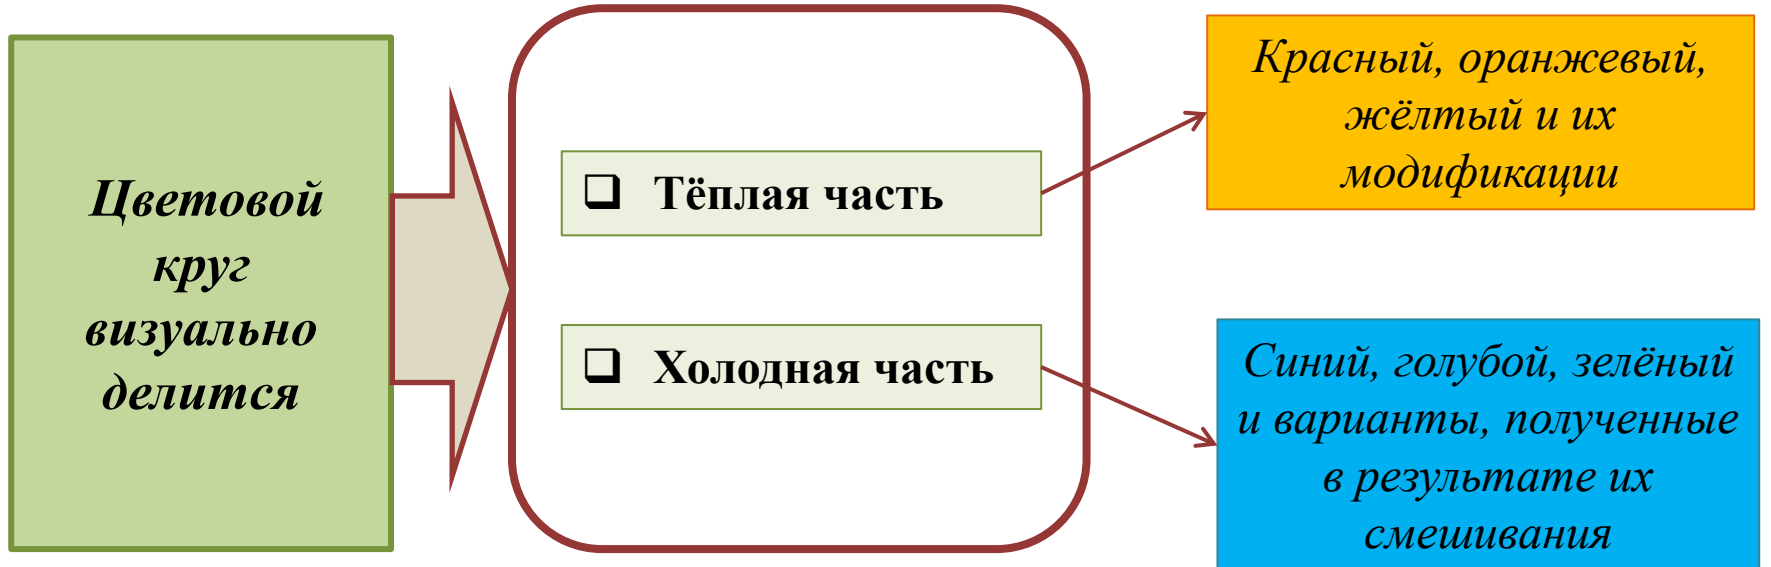 Цветовой
круг
визуально
делится
❑ Тёплая часть
Красный, оранжевый,
жёлтый и их
модификации
❑ Холодная часть
Синий, голубой, зелёный
и варианты, полученные
в результате их
смешивания